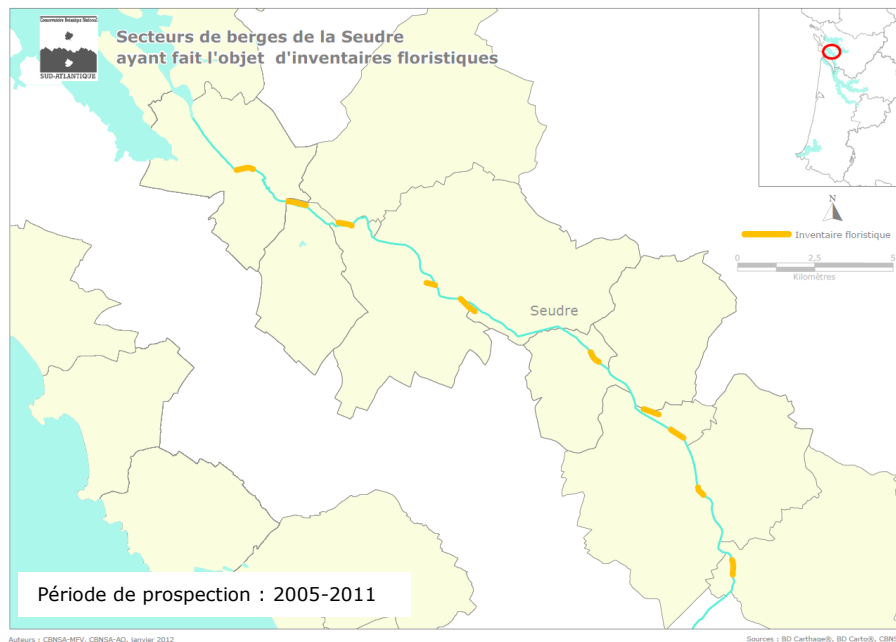 Conservatoire Botanique National
SUD-ATLANTIQUE
Secteurs de berges de la Seudre
ayant fait l'objet d'inventaires floristiques
N
Inventaire floristique
0 2,5 5
Kilomètres
Seudre
Période de prospection : 2005-2011
Auteurs : CBNSA-MFV, CBNSA-AO, janvier 2012
Sources : BD Carthage®, BD Carto®, CBNS